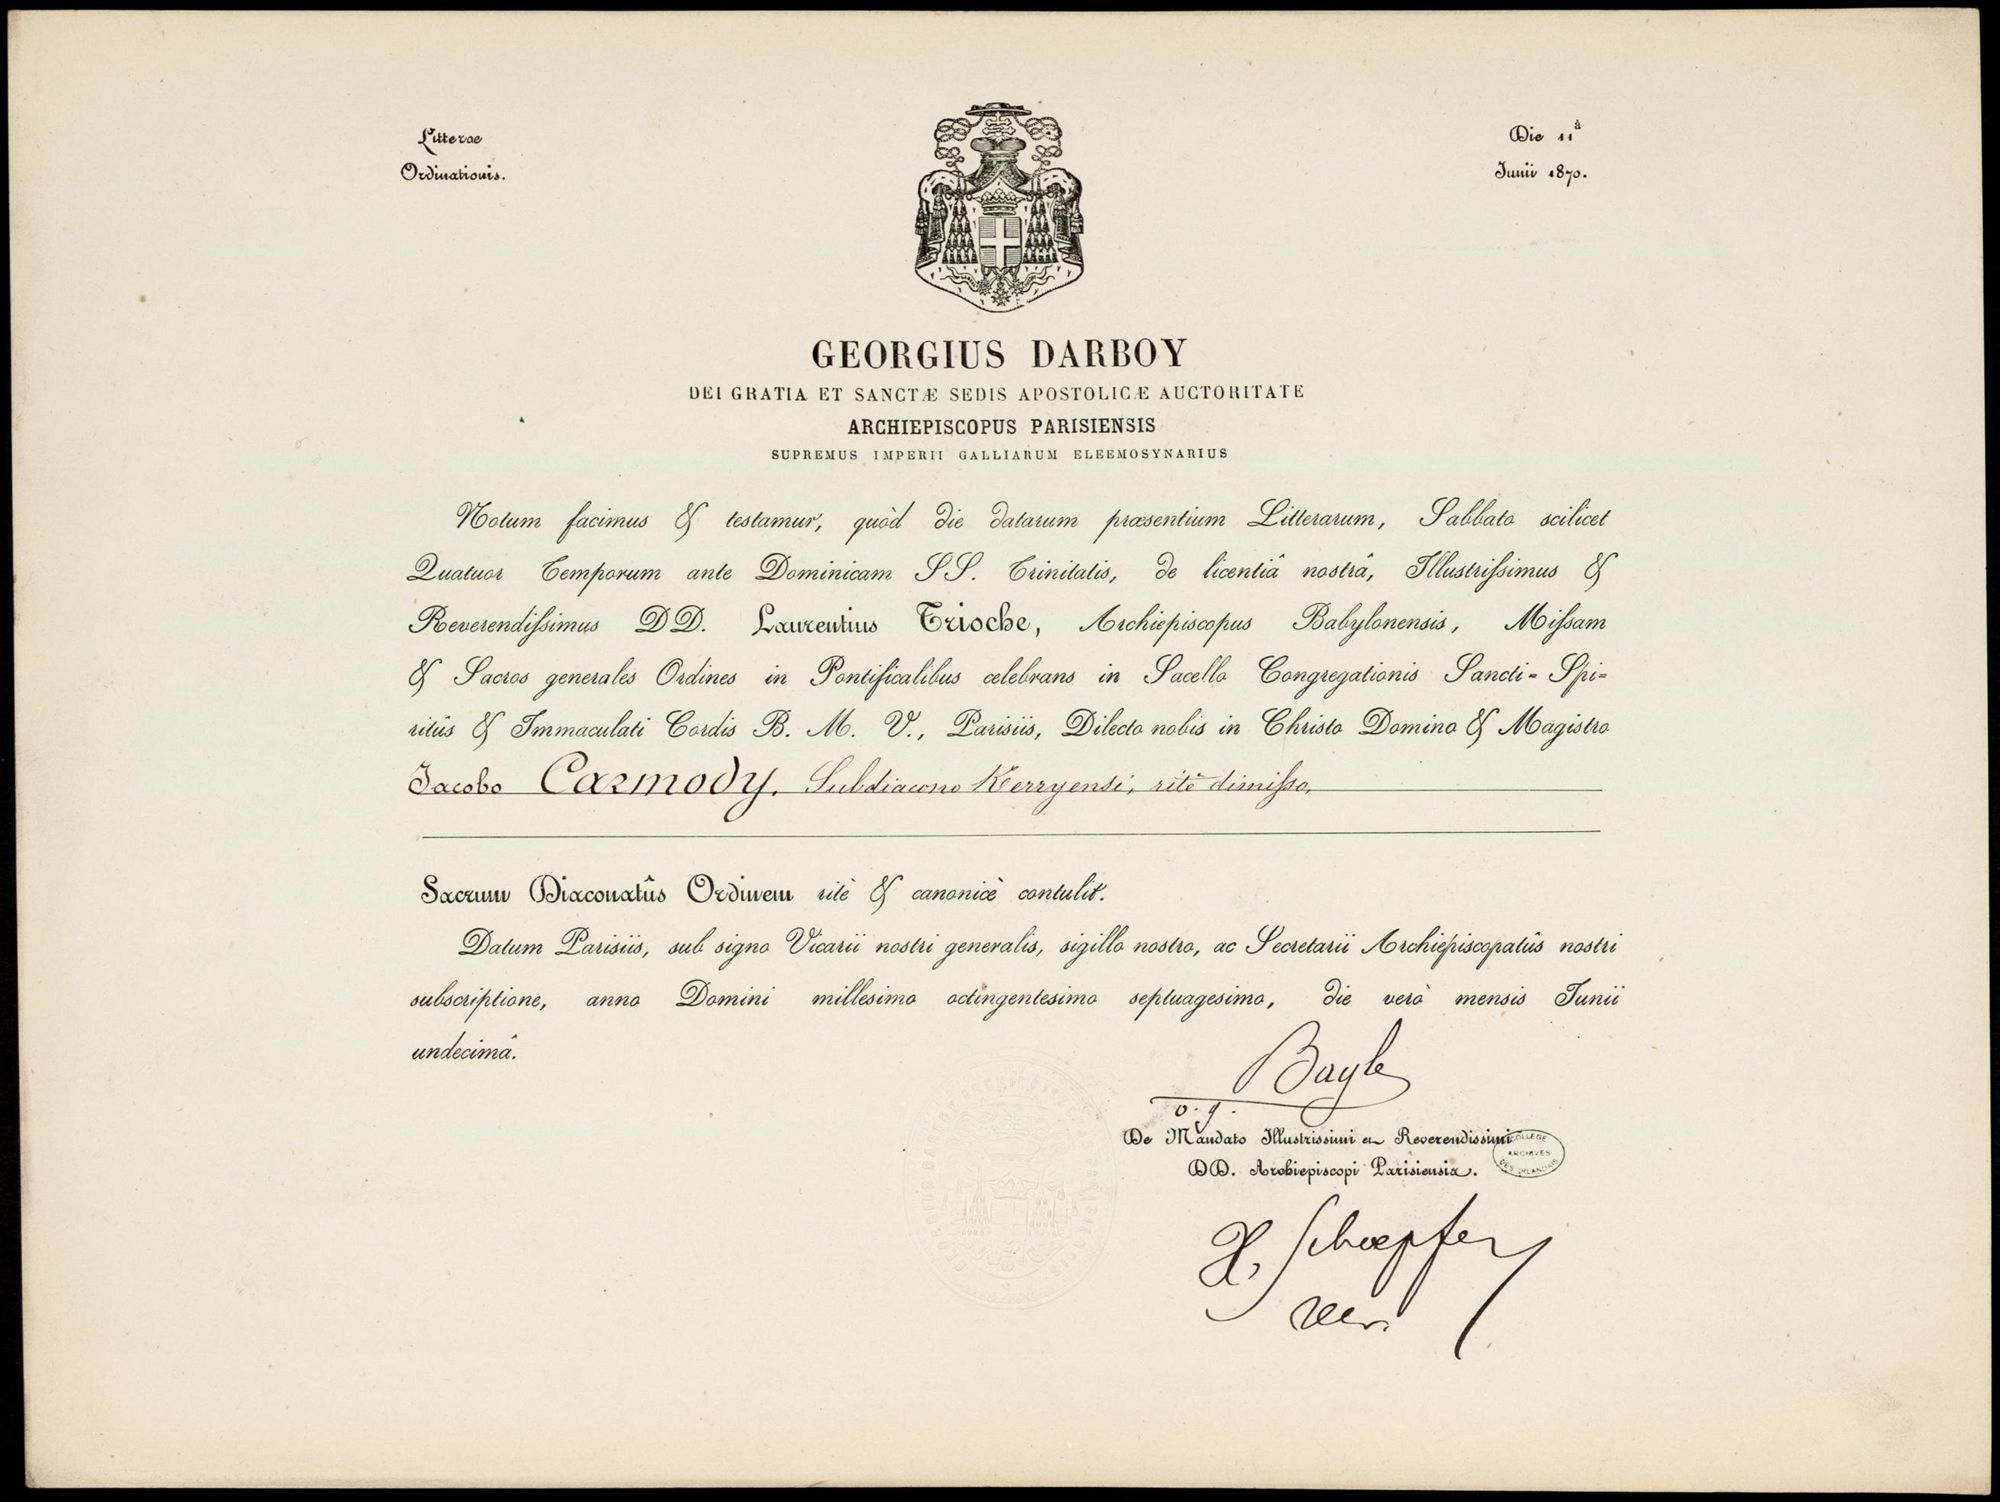 Litterae
Ordinationis.
Die 11ª
Junii 1870.
GEORGIUS DARBOY
DEI GRATIA ET SANCTÆ SEDIS APOSTOLICÆ AUCTORITATE
ARCHIEPISCOPUS PARISIENSIS
SUPREMUS IMPERII GALLIARUM ELEEMOSYNARIUS
Notum facimus & testamur, quòd die datarum præsentium Litterarum, Sabbato scilicet
Quatuor Temporum ante Dominicam SS. Trinitatis, de licentiâ nostrâ, Illustrissimus &
Reverendissimus DD. Laurentius Trioche, Archiepiscopus Babylonensis, Missam
& Sacros generales Ordines in Pontificalibus celebrans in Sacello Congregationis Sancti-Spi=
ritûs & Immaculati Cordis B. M. V., Parisiis, Dilecto nobis in Christo Domino & Magistro
Jacobo Carmody, Subdiacono Kerryensi, ritè dimisso,
Sacrum Diaconatûs Ordinem ritè & canonicè contulit.
Datum Parisiis, sub signo Vicarii nostri generalis, sigillo nostro, ac Secretarii Archiepiscopatûs nostri
subscriptione, anno Domini millesimo octingentesimo septuagesimo, die verò mensis Junii
undecimâ.
Bayle
v. g.
De Mandato Illustrissimi et Reverendissimi
DD. Archiepiscopi Parisiensis.
COLLEGE
ARCHIVES
DES IRLANDAIS
H. Schoepfer